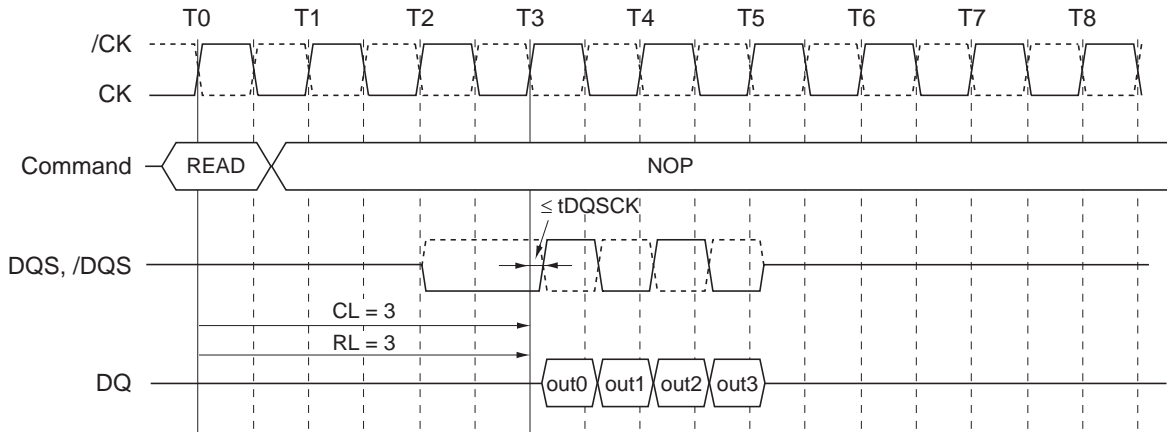 T0 T1 T2 T3 T4 T5 T6 T7 T8
/CK
CK
Command READ NOP
≤ tDQSCK
DQS, /DQS
CL = 3
RL = 3
DQ out0 out1 out2 out3